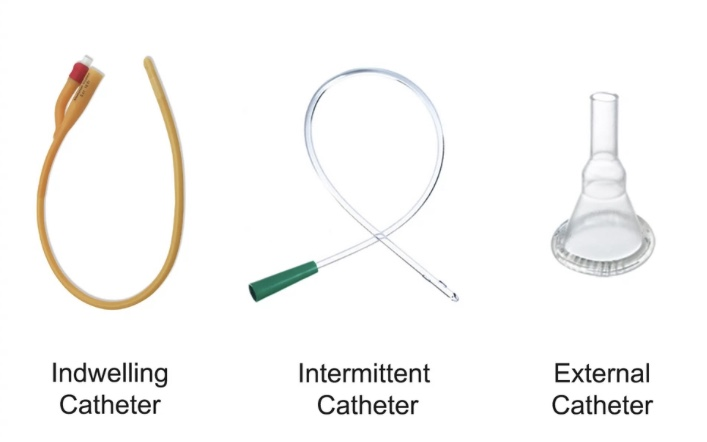 Indwelling
Catheter
Intermittent
Catheter
External
Catheter